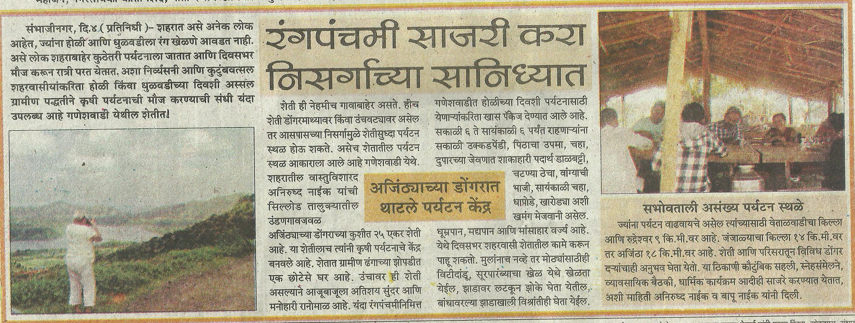 रंगपंचमी साजरी करा
निसर्गाच्या सानिध्यात
संभाजीनगर, दि.४ ( प्रतिनिधी )- शहरात असे अनेक लोक
आहेत, ज्यांना होळी आणि धुळवडीला रंग खेळणे आवडत नाही.
असे लोक शहराबाहेर कुठेतरी पर्यटनाला जातात आणि दिवसभर
मौज करून रात्री परत येतात. अशा निर्व्यसनी आणि कुटुंबवत्सल
शहरवासीयांकरिता होळी किंवा धुळवडीच्या दिवशी अस्सल
ग्रामीण पद्धतीने कृषी पर्यटनाची मौज करण्याची संधी यंदा
उपलब्ध आहे गणेशवाडी येथील शेतीत!
शेती ही नेहमीच गावाबाहेर असते. हीच
शेती डोंगरमाथ्यावर किंवा उंचवट्यावर असेल
तर आसपासच्या निसर्गामुळे शेतीसुध्दा पर्यटन
स्थळ होऊ शकते. असेच शेतातील पर्यटन
स्थळ आकाराला आले आहे गणेशवाडी येथे.
शहरातील वास्तुविशारद
अनिरुध्द नाईक यांची
सिल्लोड तालुक्यातील
उंडणगावजवळ
अजिंठ्याच्या डोंगराच्या कुशीत २५ एकर शेती
आहे. या शेतीलाच त्यांनी कृषी पर्यटनाचे केंद्र
बनवले आहे. शेतात ग्रामीण ढंगाच्या झोपडीत
एक छोटेसे घर आहे. उंचावर ही शेती
असल्याने आजूबाजूला अतिशय सुंदर आणि
मनोहारी रानोमाळ आहे. यंदा रंगपंचमीनिमित्त
अजिंठ्याच्या डोंगरात
थाटले पर्यटन केंद्र
गणेशवाडीत होळीच्या दिवशी पर्यटनासाठी
येणाऱ्यांकरिता खास पॅकेज देण्यात आले आहे.
सकाळी ६ ते सायंकाळी ६ पर्यंत राहणाऱ्यांना
सकाळी उक्कडपेंडी, पिठाचा उपमा, चहा,
दुपारच्या जेवणात शाकाहारी पदार्थ डाळबट्टी,
चटण्या ठेचा, वांग्याची
भाजी, सायंकाळी चहा,
धापोडे, खारोड्या अशी
खमंग मेजवानी असेल.
धूम्रपान, मद्यपान आणि मांसाहार वर्ज्य आहे.
येथे दिवसभर शहरवासी शेतातील कामे करून
पाहू शकतो. मुलांनाच नव्हे तर मोठ्यांसाठीही
विटीदांडू, सूरपारंब्याचा खेळ येथे खेळता
येईल, झाडावर लटकून झोके घेता येतील,
बांधावरल्या झाडाखाली विश्रांतीही घेता येईल.
सभोवताली असंख्य पर्यटन स्थळे
ज्यांना पर्यटन वाढवायचे असेल त्यांच्यासाठी वेताळवाडीचा किल्ला
आणि रुद्रेश्वर ९ कि.मी.वर आहे. जंजाळ्याचा किल्ला १४ कि.मी.वर
तर अजिंठा १८ कि.मी.वर आहे. शेती आणि परिसरातून विविध डोंगर
दऱ्यांचाही अनुभव घेता येतो. या ठिकाणी कौटुंबिक सहली, स्नेहसंमेलने,
व्यावसायिक बैठकी, धार्मिक कार्यक्रम आदीही साजरे करण्यात येतात,
अशी माहिती अनिरुध्द नाईक व बापू नाईक यांनी दिली.